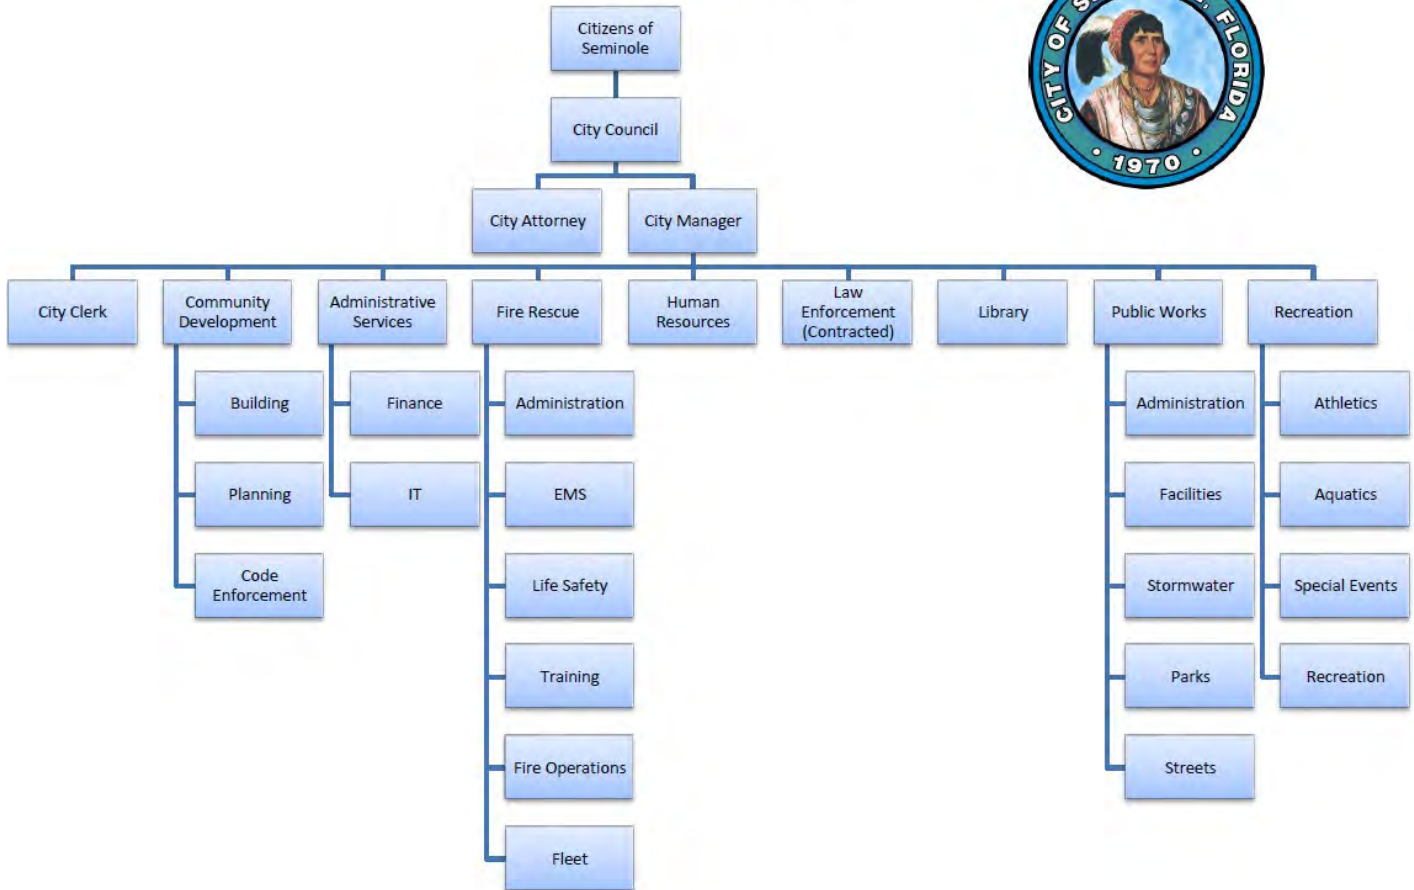 Citizens of
Seminole
CITY OF
FLORIDA
1970
City Council
City Attorney
City Manager
City Clerk
Community
Development
Administrative
Services
Fire Rescue
Human
Resources
Law
Enforcement
(Contracted)
Library
Public Works
Recreation
Building
Finance
Administration
Administration
Athletics
Planning
IT
EMS
Facilities
Aquatics
Code
Enforcement
Life Safety
Stormwater
Special Events
Training
Parks
Recreation
Fire Operations
Streets
Fleet